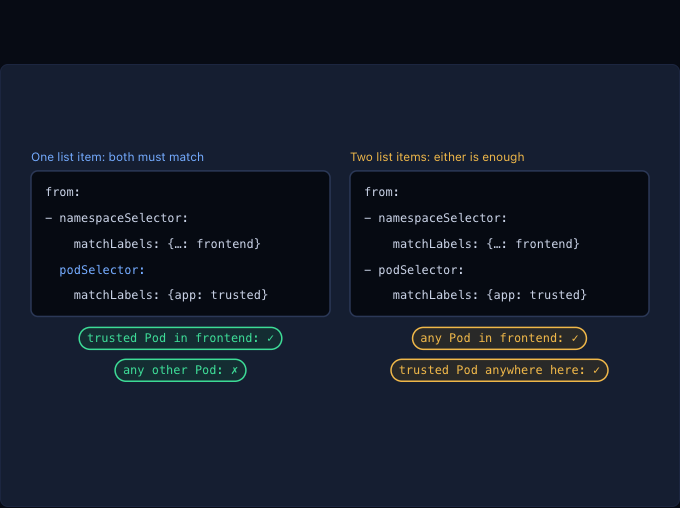 One list item: both must match
from:
– namespaceSelector:
matchLabels: {…: frontend}
podSelector:
matchLabels: {app: trusted}
trusted Pod in frontend: ✓
any other Pod: ✗
Two list items: either is enough
from:
– namespaceSelector:
matchLabels: {…: frontend}
– podSelector:
matchLabels: {app: trusted}
any Pod in frontend: ✓
trusted Pod anywhere here: ✓